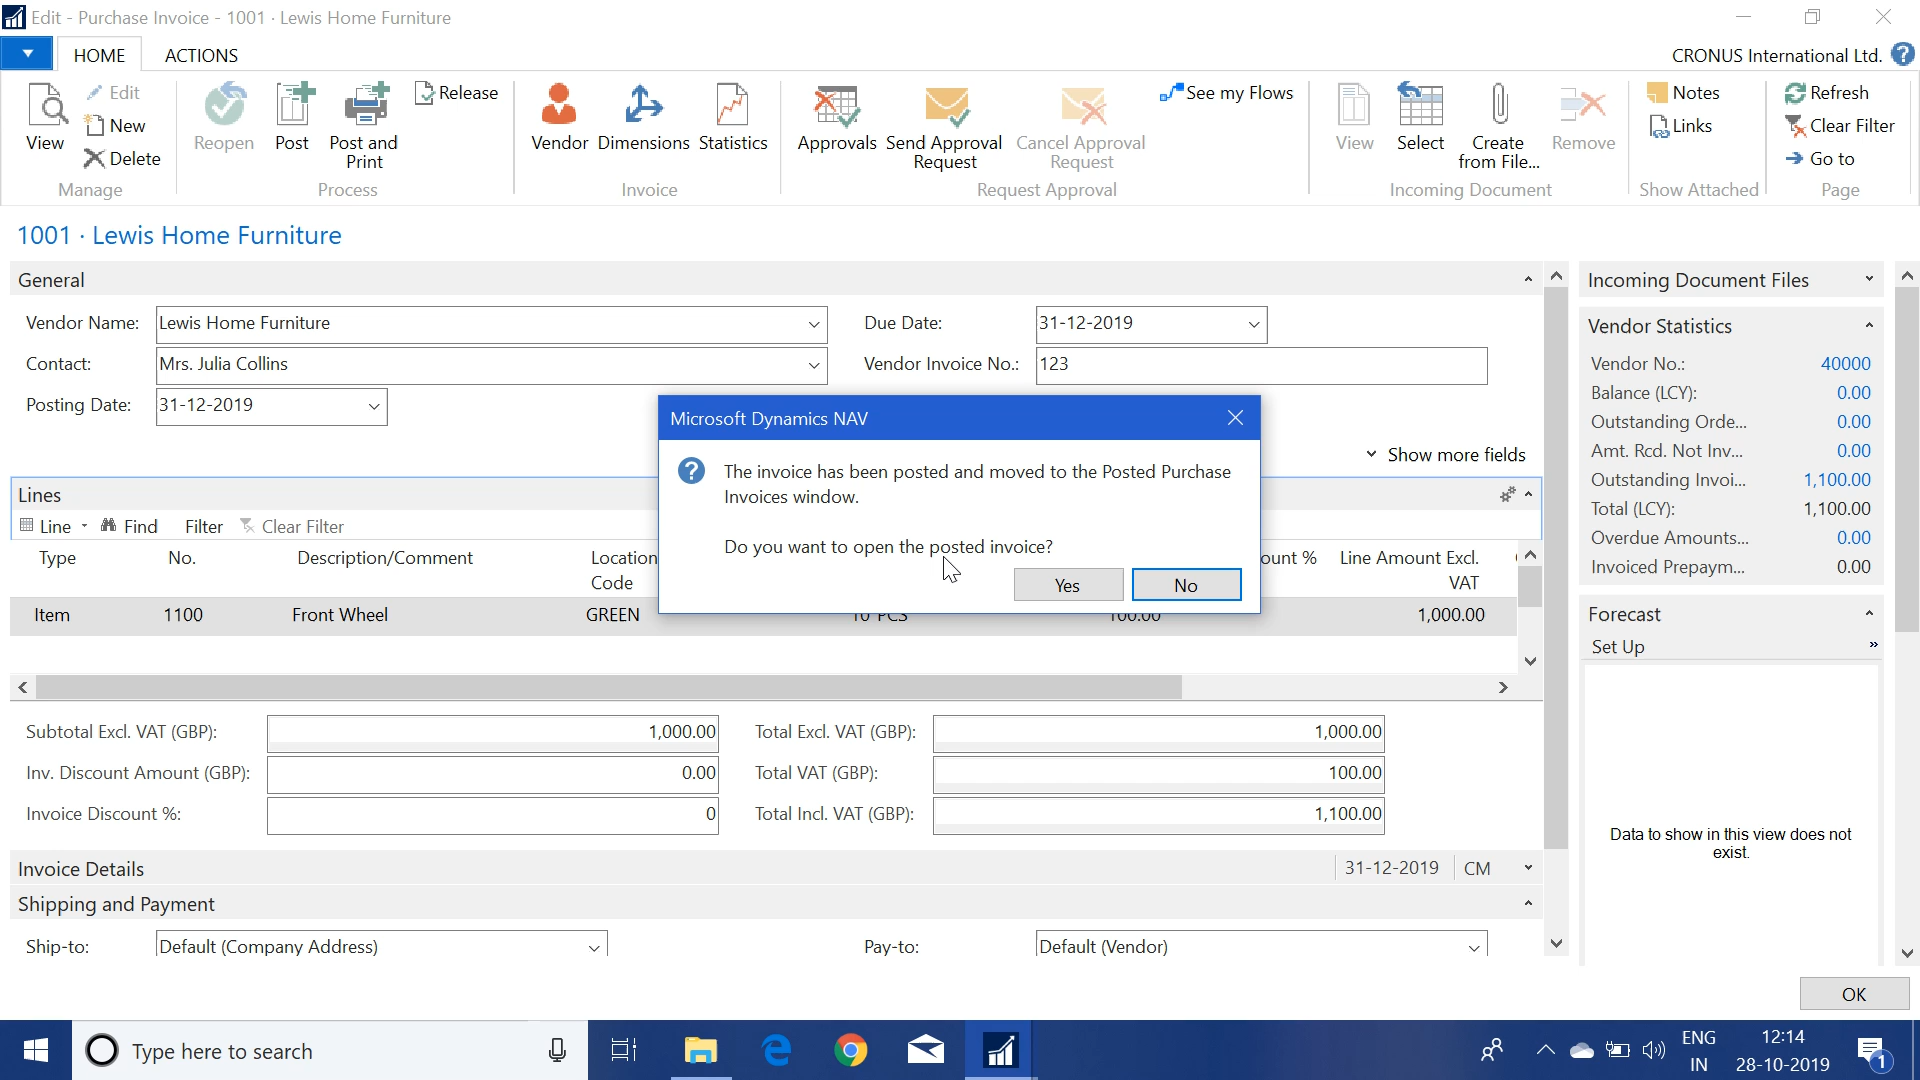 Edit - Purchase Invoice - 1001 · Lewis Home Furniture
HOME
ACTIONS
CRONUS International Ltd.
View
Edit
New
Delete
Manage
Reopen
Post
Post and
Print
Release
Process
Vendor
Dimensions
Statistics
Invoice
Approvals
Send Approval
Request
Cancel Approval
Request
See my Flows
Request Approval
View
Select
Create
from File...
Remove
Incoming Document
Notes
Links
Show Attached
Refresh
Clear Filter
Go to
Page
1001 · Lewis Home Furniture
General
Vendor Name:
Lewis Home Furniture
Contact:
Mrs. Julia Collins
Posting Date:
31-12-2019
Due Date:
31-12-2019
Vendor Invoice No.:
123
Show more fields
Microsoft Dynamics NAV
The invoice has been posted and moved to the Posted Purchase
Invoices window.
Do you want to open the posted invoice?
Yes
No
Lines
Line
Find
Filter
Clear Filter
Type
No.
Description/Comment
Location
Code
ount %
Line Amount Excl.
VAT
Item
1100
Front Wheel
GREEN
10 PCS
100.00
1,000.00
Subtotal Excl. VAT (GBP):
1,000.00
Inv. Discount Amount (GBP):
0.00
Invoice Discount %:
0
Total Excl. VAT (GBP):
1,000.00
Total VAT (GBP):
100.00
Total Incl. VAT (GBP):
1,100.00
Invoice Details
31-12-2019
CM
Shipping and Payment
Ship-to:
Default (Company Address)
Pay-to:
Default (Vendor)
Incoming Document Files
Vendor Statistics
Vendor No.:
40000
Balance (LCY):
0.00
Outstanding Orde...
0.00
Amt. Rcd. Not Inv...
0.00
Outstanding Invoi...
1,100.00
Total (LCY):
1,100.00
Overdue Amounts...
0.00
Invoiced Prepaym...
0.00
Forecast
Set Up
Data to show in this view does not
exist.
OK
Type here to search
ENG
IN
12:14
28-10-2019
1